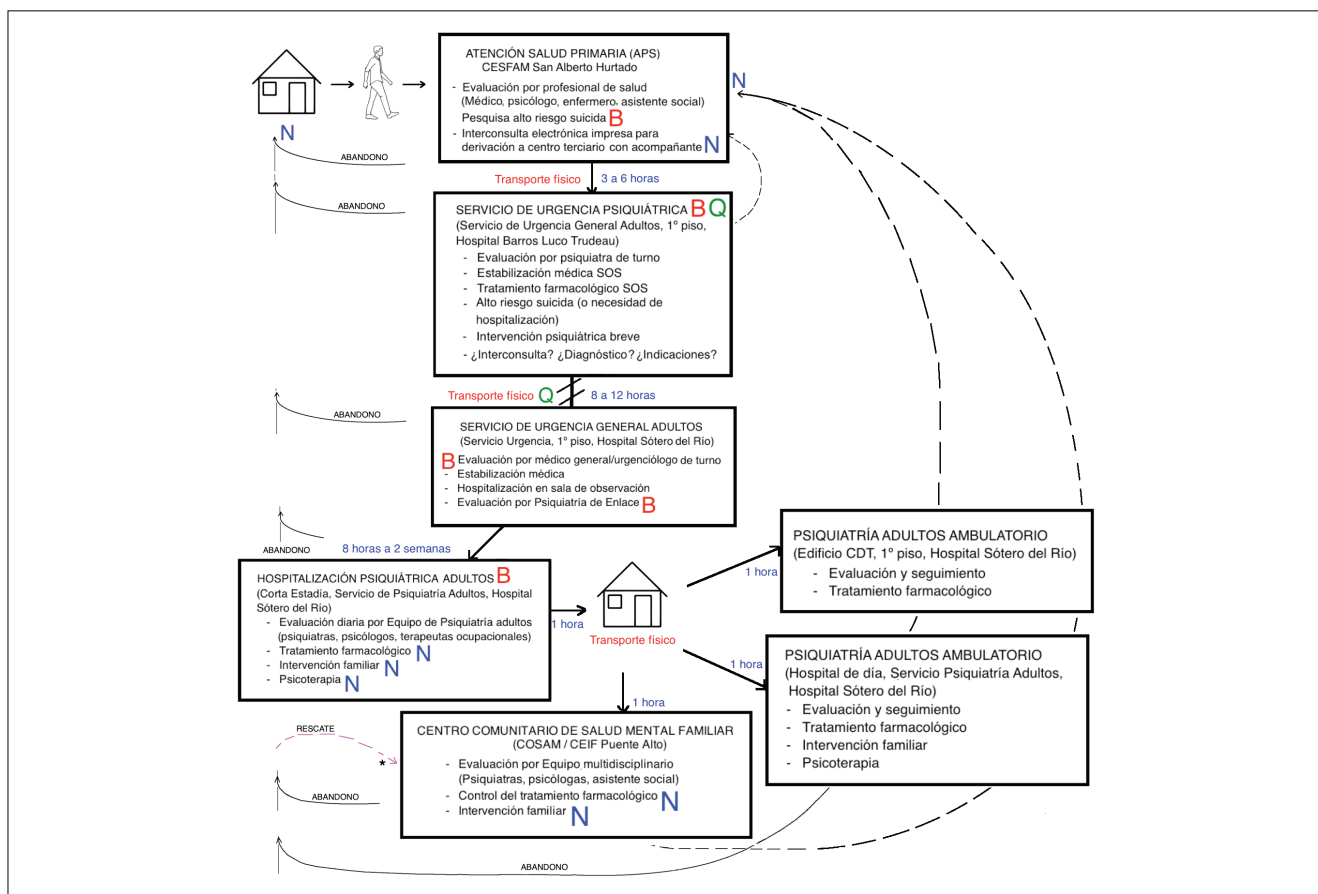 ATENCIÓN SALUD PRIMARIA (APS)
CESFAM San Alberto Hurtado
- Evaluación por profesional de salud
(Médico, psicólogo, enfermero, asistente social)
Pesquisa alto riesgo suicida B
- Interconsulta electrónica impresa para
derivación a centro terciario con acompañante N
N
N
ABANDONO
Transporte físico 3 a 6 horas
ABANDONO
SERVICIO DE URGENCIA PSIQUIÁTRICA B Q
(Servicio de Urgencia General Adultos, 1º piso,
Hospital Barros Luco Trudeau)
- Evaluación por psiquiatra de turno
- Estabilización médica SOS
- Tratamiento farmacológico SOS
- Alto riesgo suicida (o necesidad de
hospitalización)
- Intervención psiquiátrica breve
- ¿Interconsulta? ¿Diagnóstico? ¿Indicaciones?
Transporte físico Q 8 a 12 horas
ABANDONO
SERVICIO DE URGENCIA GENERAL ADULTOS
(Servicio Urgencia, 1º piso, Hospital Sótero del Río)
B Evaluación por médico general/urgenciólogo de turno
- Estabilización médica
- Hospitalización en sala de observación
- Evaluación por Psiquiatría de Enlace B
ABANDONO
8 horas a 2 semanas
HOSPITALIZACIÓN PSIQUIÁTRICA ADULTOS B
(Corta Estadía, Servicio de Psiquiatría Adultos, Hospital
Sótero del Río)
- Evaluación diaria por Equipo de Psiquiatría adultos
(psiquiatras, psicólogos, terapeutas ocupacionales)
- Tratamiento farmacológico N
- Intervención familiar N
- Psicoterapia N
1 hora
Transporte físico
1 hora
PSIQUIATRÍA ADULTOS AMBULATORIO
(Edificio CDT, 1º piso, Hospital Sótero del Río)
- Evaluación y seguimiento
- Tratamiento farmacológico
1 hora
PSIQUIATRÍA ADULTOS AMBULATORIO
(Hospital de día, Servicio Psiquiatría Adultos,
Hospital Sótero del Río)
- Evaluación y seguimiento
- Tratamiento farmacológico
- Intervención familiar
- Psicoterapia
1 hora
CENTRO COMUNITARIO DE SALUD MENTAL FAMILIAR
(COSAM / CEIF Puente Alto)
- Evaluación por Equipo multidisciplinario
(Psiquiatras, psicólogas, asistente social)
- Control del tratamiento farmacológico N
- Intervención familiar N
RESCATE
*
ABANDONO
ABANDONO